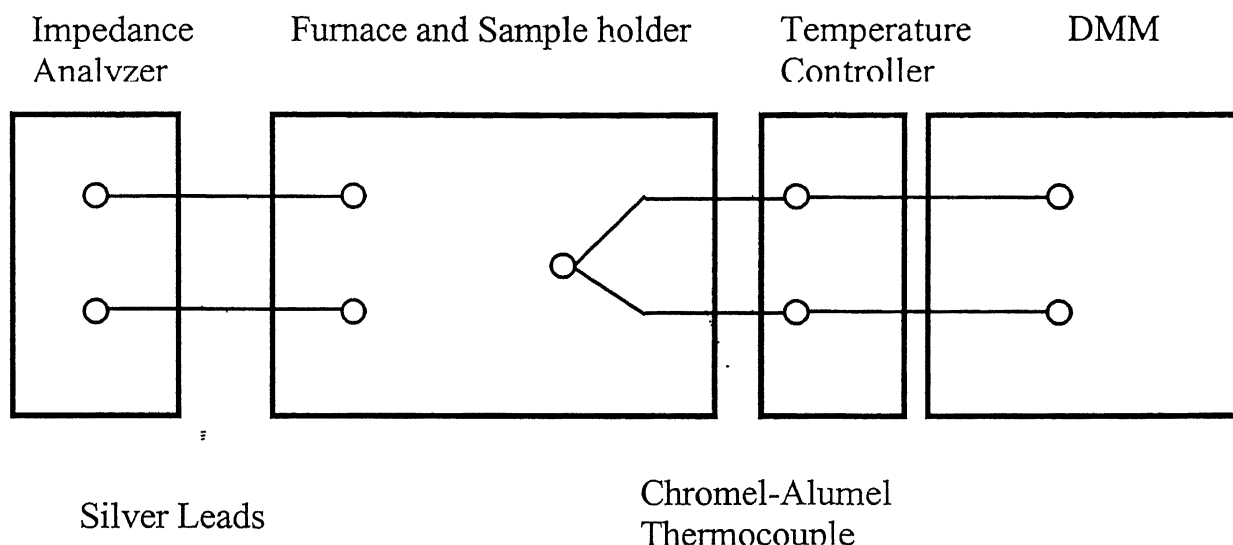 Impedance
Analyzer
Furnace and Sample holder
Temperature
Controller
DMM
Silver Leads
Chromel-Alumel
Thermocouple